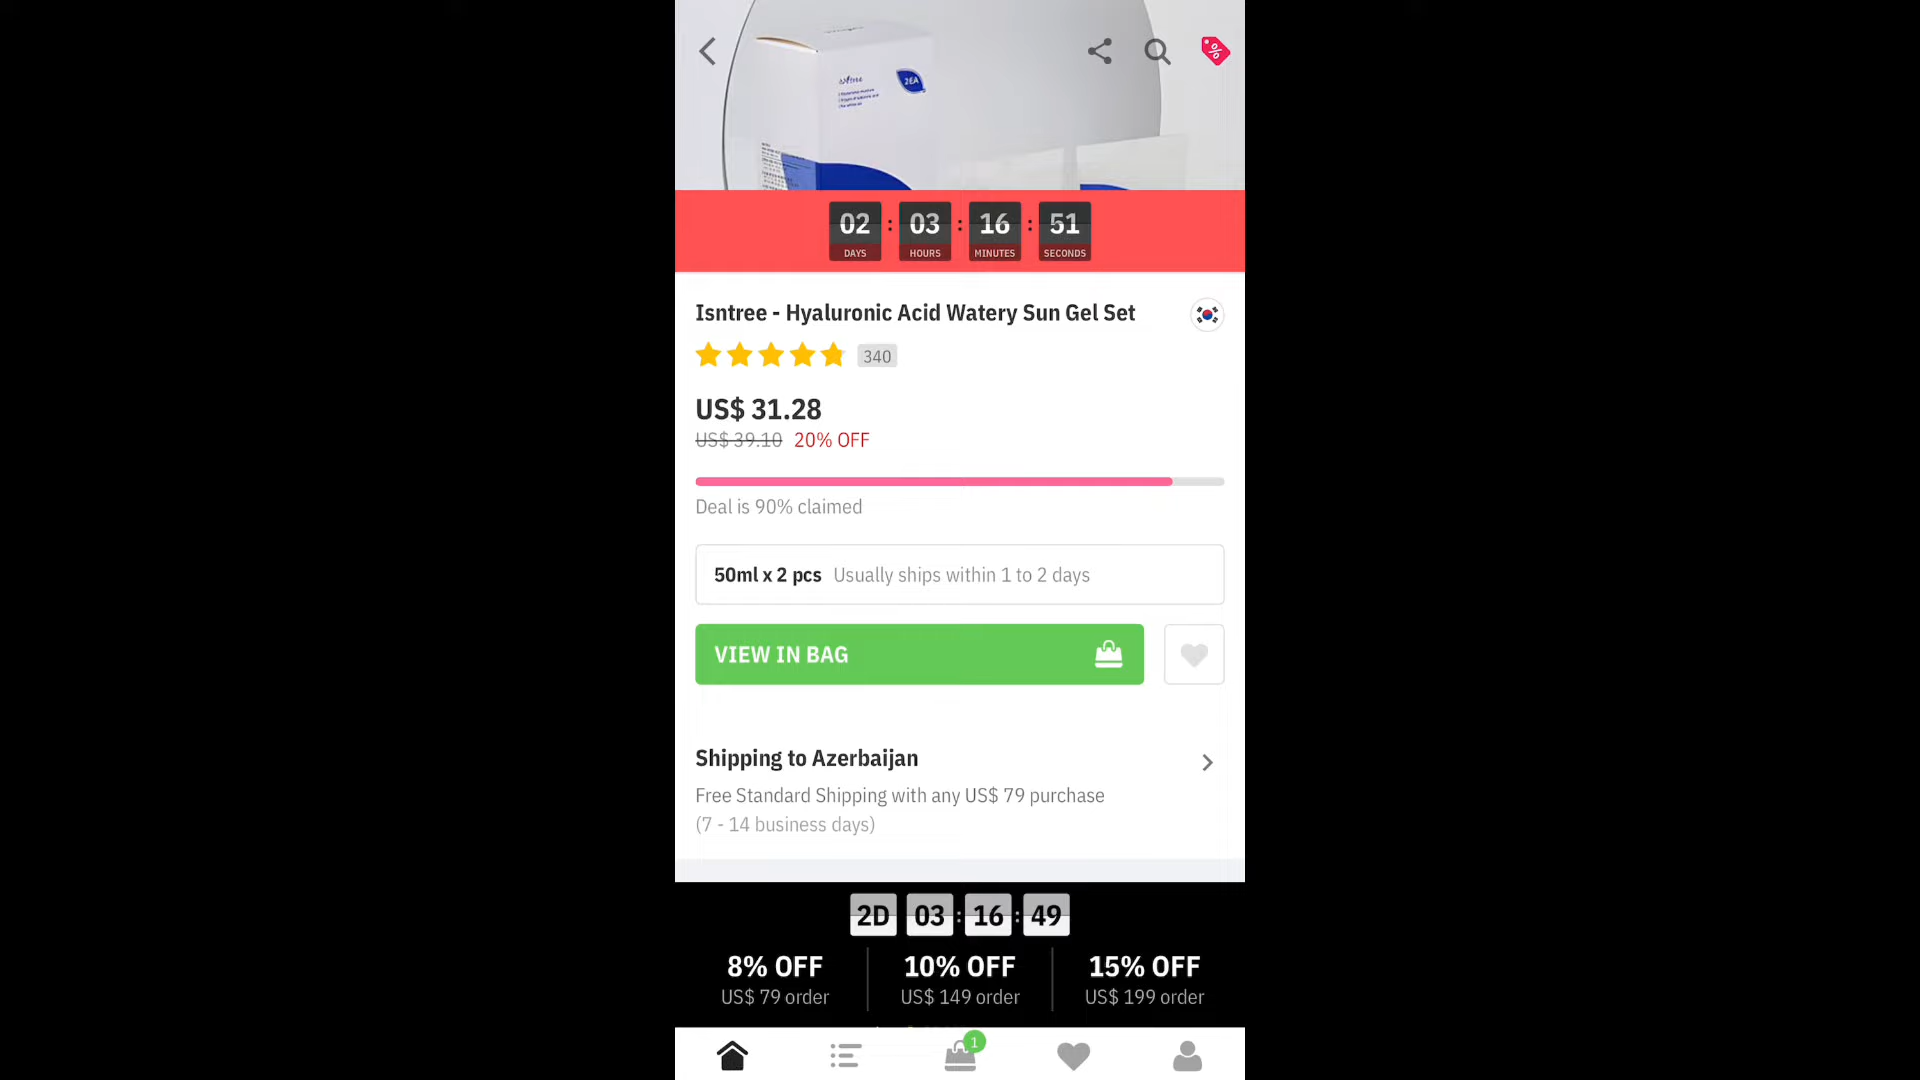 2EA
02 : 03 : 16 : 51
DAYS HOURS MINUTES SECONDS
Isntree - Hyaluronic Acid Watery Sun Gel Set
340
US$ 31.28
US$ 39.10 20% OFF
Deal is 90% claimed
50ml x 2 pcs Usually ships within 1 to 2 days
VIEW IN BAG
Shipping to Azerbaijan
Free Standard Shipping with any US$ 79 purchase
(7 - 14 business days)
2D 03 : 16 : 49
8% OFF 10% OFF 15% OFF
US$ 79 order US$ 149 order US$ 199 order
1